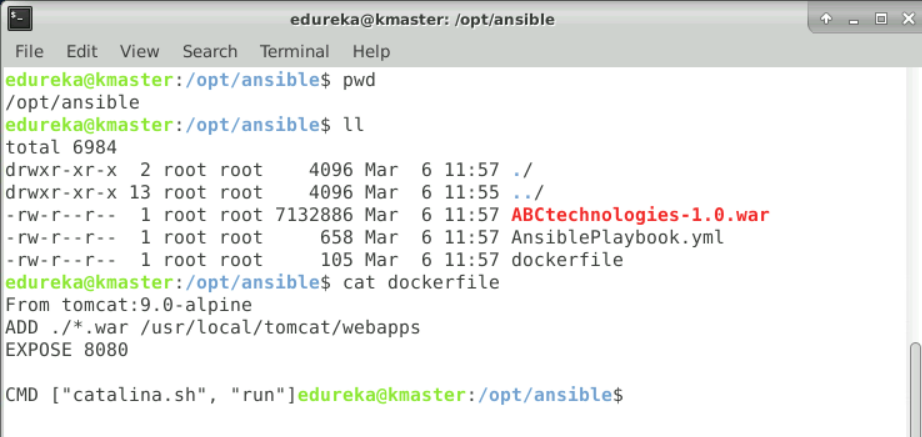 edureka@kmaster: /opt/ansible
File Edit View Search Terminal Help
edureka@kmaster:/opt/ansible$ pwd
/opt/ansible
edureka@kmaster:/opt/ansible$ ll
total 6984
drwxr-xr-x  2 root root    4096 Mar  6 11:57 ./
drwxr-xr-x 13 root root    4096 Mar  6 11:55 ../
-rw-r--r--  1 root root 7132886 Mar  6 11:57 ABCtechnologies-1.0.war
-rw-r--r--  1 root root     658 Mar  6 11:57 AnsiblePlaybook.yml
-rw-r--r--  1 root root     105 Mar  6 11:57 dockerfile
edureka@kmaster:/opt/ansible$ cat dockerfile
From tomcat:9.0-alpine
ADD ./*.war /usr/local/tomcat/webapps
EXPOSE 8080
CMD ["catalina.sh", "run"]edureka@kmaster:/opt/ansible$